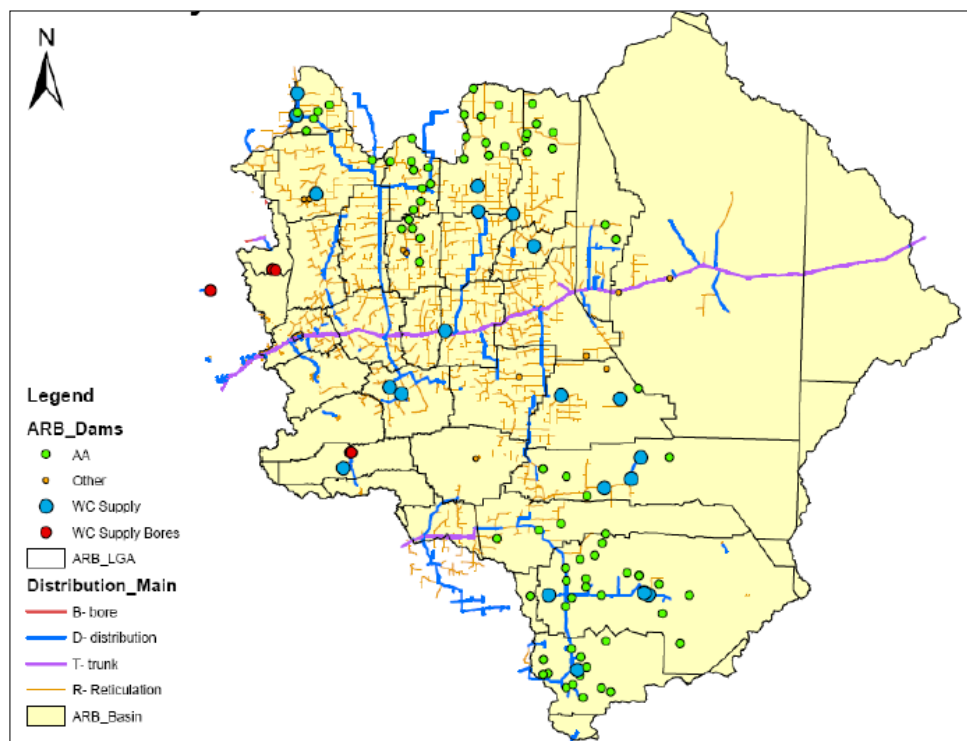 N
Legend
ARB_Dams
AA
Other
WC Supply
WC Supply Bores
ARB_LGA
Distribution_Main
B- bore
D- distribution
T- trunk
R- Reticulation
ARB_Basin